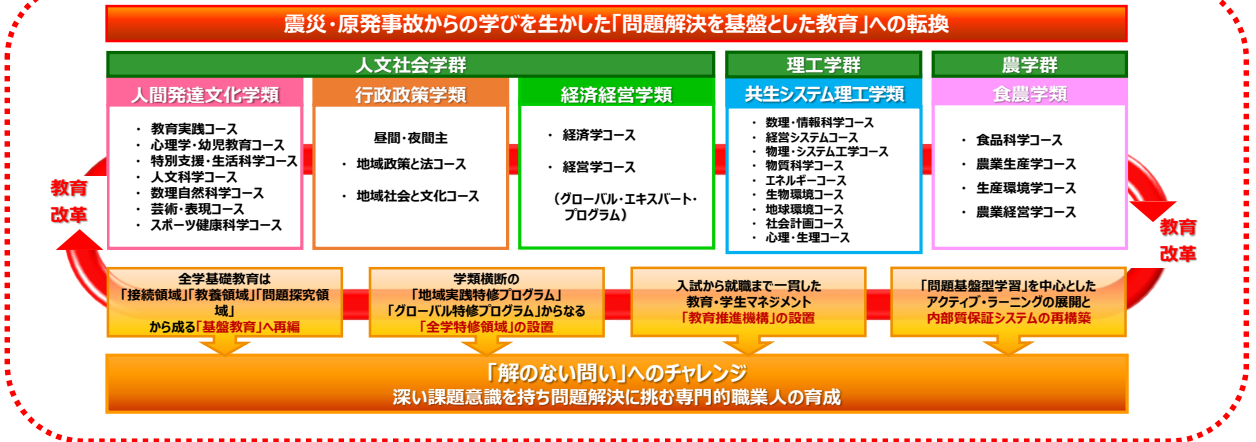 震災・原発事故からの学びを生かした「問題解決を基盤とした教育」への転換
人文社会学群
理工学群
農学群
人間発達文化学類
行政政策学類
経済経営学類
共生システム理工学類
食農学類
・ 教育実践コース
・ 心理学・幼児教育コース
・ 特別支援・生活科学コース
・ 人文科学コース
・ 数理自然科学コース
・ 芸術・表現コース
・ スポーツ健康科学コース
昼間・夜間主
・ 地域政策と法コース
・ 地域社会と文化コース
・ 経済学コース
・ 経営学コース
（グローバル・エキスパート・
プログラム）
・ 数理・情報科学コース
・ 経営システムコース
・ 物理・システム工学コース
・ 物質科学コース
・ エネルギーコース
・ 生物環境コース
・ 地球環境コース
・ 社会計画コース
・ 心理・生理コース
・ 食品科学コース
・ 農業生産学コース
・ 生産環境学コース
・ 農業経営学コース
教育
改革
教育
改革
全学基礎教育は
「接続領域」「教養領域」「問題探究領
域」
から成る「基盤教育」へ再編
学類横断の
「地域実践特修プログラム」
「グローバル特修プログラム」からなる
「全学特修領域」の設置
入試から就職まで一貫した
教育・学生マネジメント
「教育推進機構」の設置
「問題基盤型学習」を中心とした
アクティブ・ラーニングの展開と
内部質保証システムの再構築
「解のない問い」へのチャレンジ
深い課題意識を持ち問題解決に挑む専門的職業人の育成